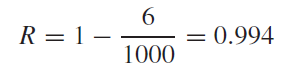 R = 1 − 6/1000 = 0.994